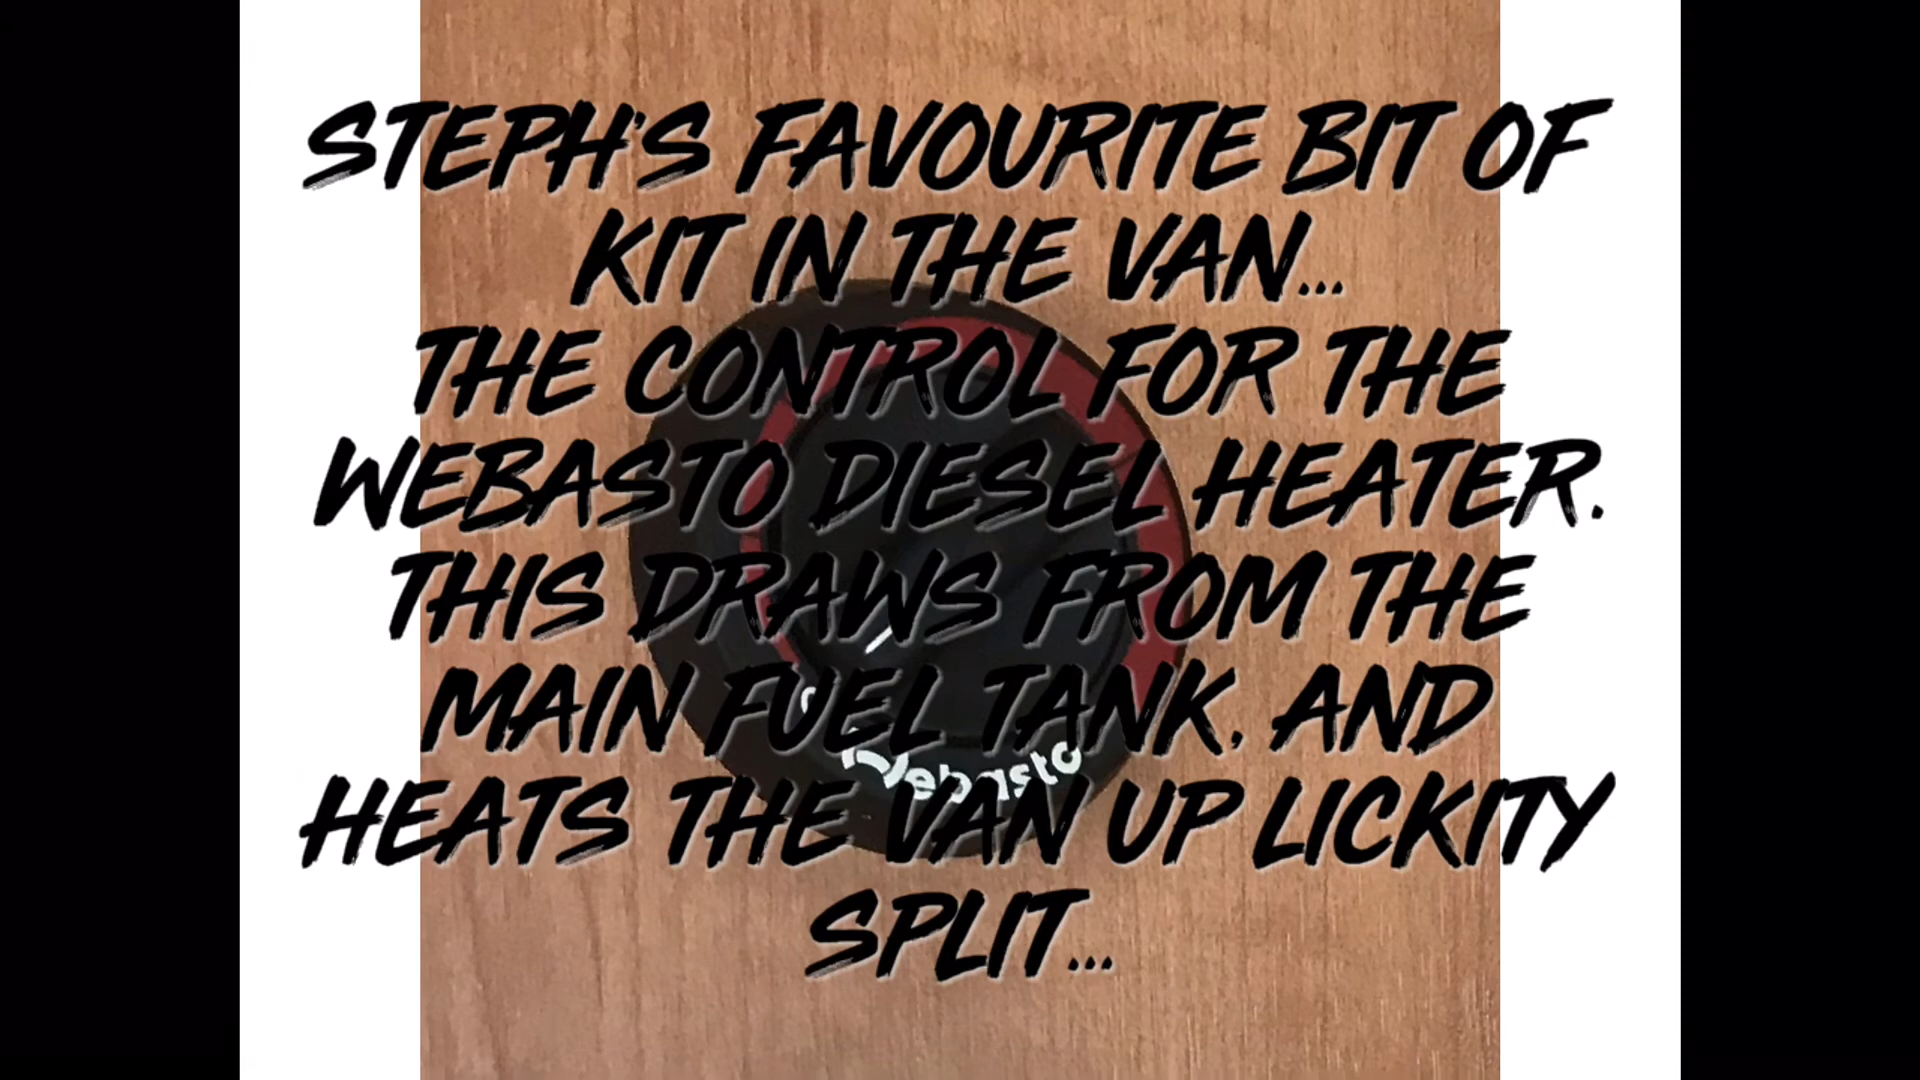 STEPH'S FAVOURITE BIT OF
KIT IN THE VAN...
THE CONTROL FOR THE
WEBASTO DIESEL HEATER.
THIS DRAWS FROM THE
MAIN FUEL TANK, AND
HEATS THE VAN UP LICKITY
SPLIT...
Webasto